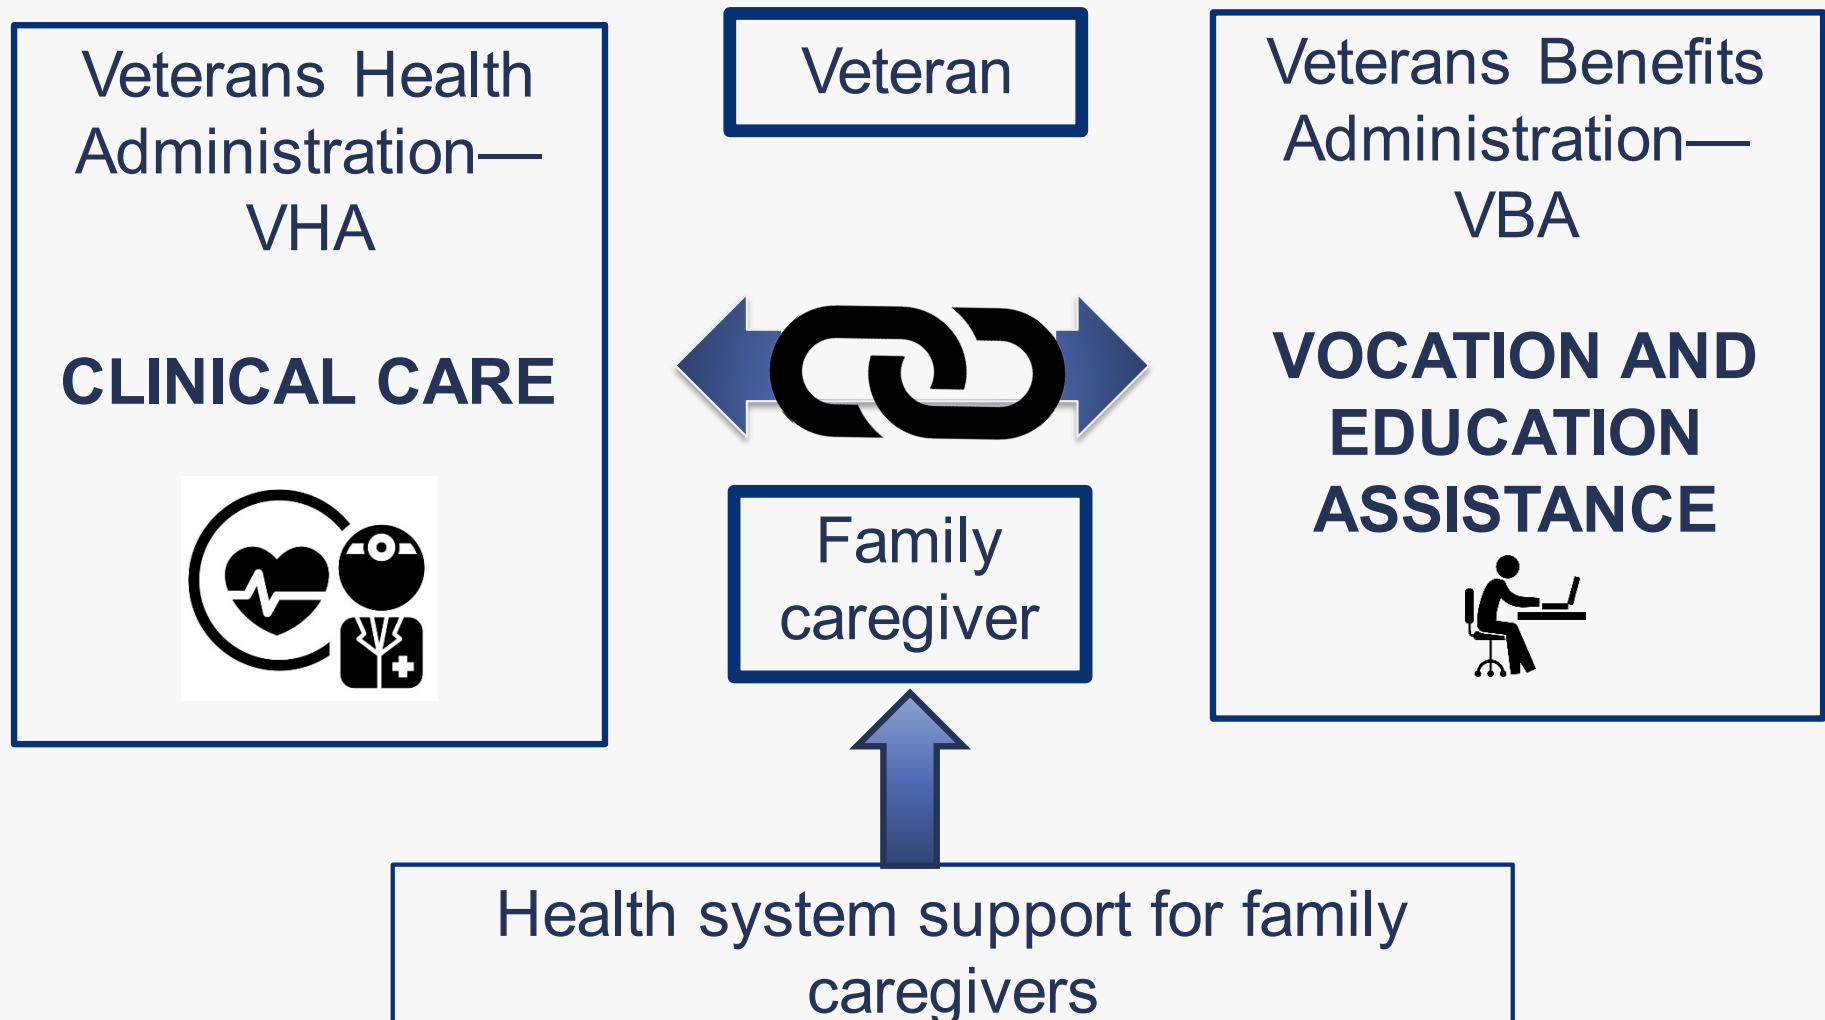 Veterans Health
Administration—
VHA
CLINICAL CARE
Veteran
Family
caregiver
Veterans Benefits
Administration—
VBA
VOCATION AND
EDUCATION
ASSISTANCE
Health system support for family
caregivers